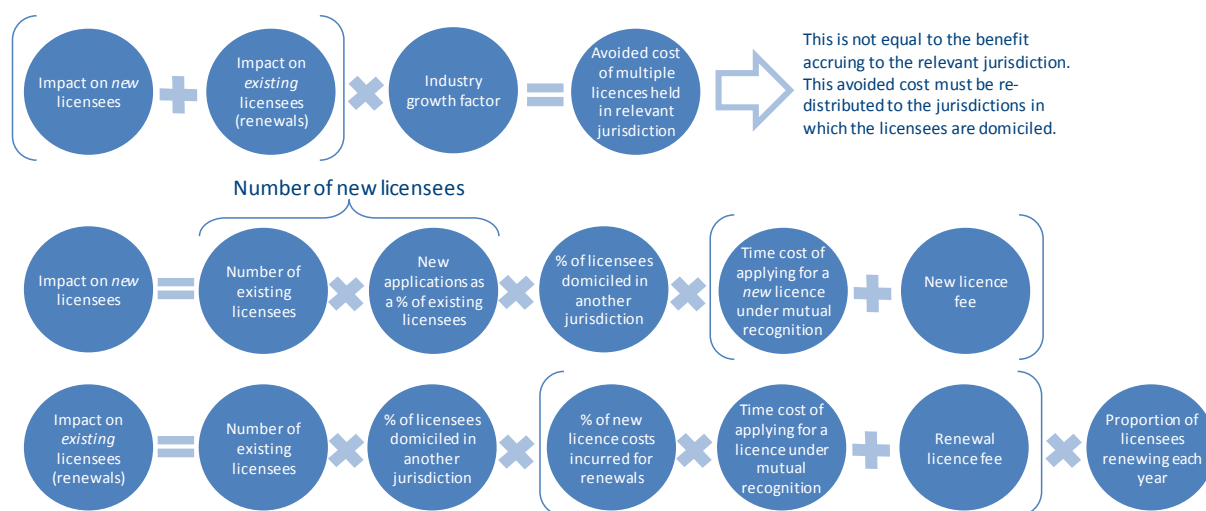 Impact on new
licensees
Impact on
existing
licensees
(renewals)
Industry
growth factor
Avoided cost
of multiple
licences held
in relevant
jurisdiction
This is not equal to the benefit
accruing to the relevant jurisdiction.
This avoided cost must be re-
distributed to the jurisdictions in
which the licensees are domiciled.
Number of new licensees
Impact on new
licensees
Number of
existing
licensees
New
applications as
a % of existing
licensees
% of licensees
domiciled in
another
jurisdiction
Time cost of
applying for a
new licence
under mutual
recognition
New licence
fee
Impact on
existing
licensees
(renewals)
Number of
existing
licensees
% of licensees
domiciled in
another
jurisdiction
% of new
licence costs
incurred for
renewals
Time cost of
applying for a
licence under
mutual
recognition
Renewal
licence fee
Proportion of
licensees
renewing each
year